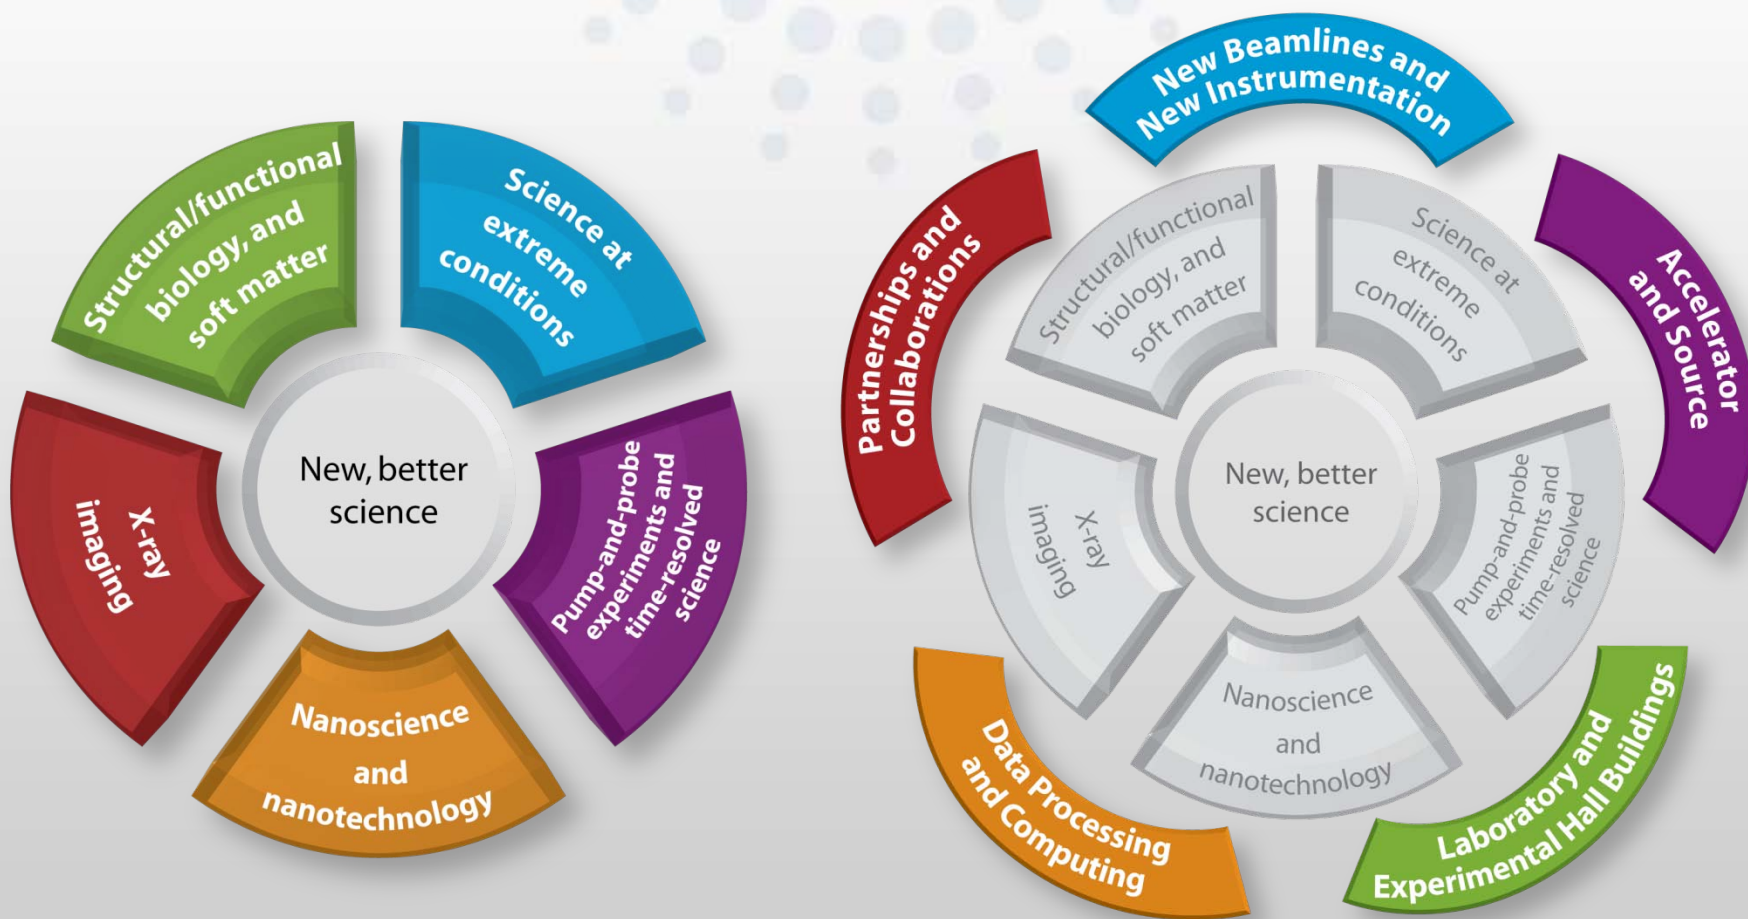 Structural/functional
biology, and
soft matter
Science at
extreme
conditions
Pump-and-probe
experiments and
time-resolved
science
Nanoscience
and
nanotechnology
X-ray
imaging
New, better
science
New Beamlines and
New Instrumentation
Accelerator
and Source
Laboratory and
Experimental Hall Buildings
Data Processing
and Computing
Partnerships and
Collaborations
Structural/functional
biology, and
soft matter
Science at
extreme
conditions
Pump-and-probe
experiments and
time-resolved
science
Nanoscience
and
nanotechnology
X-ray
imaging
New, better
science